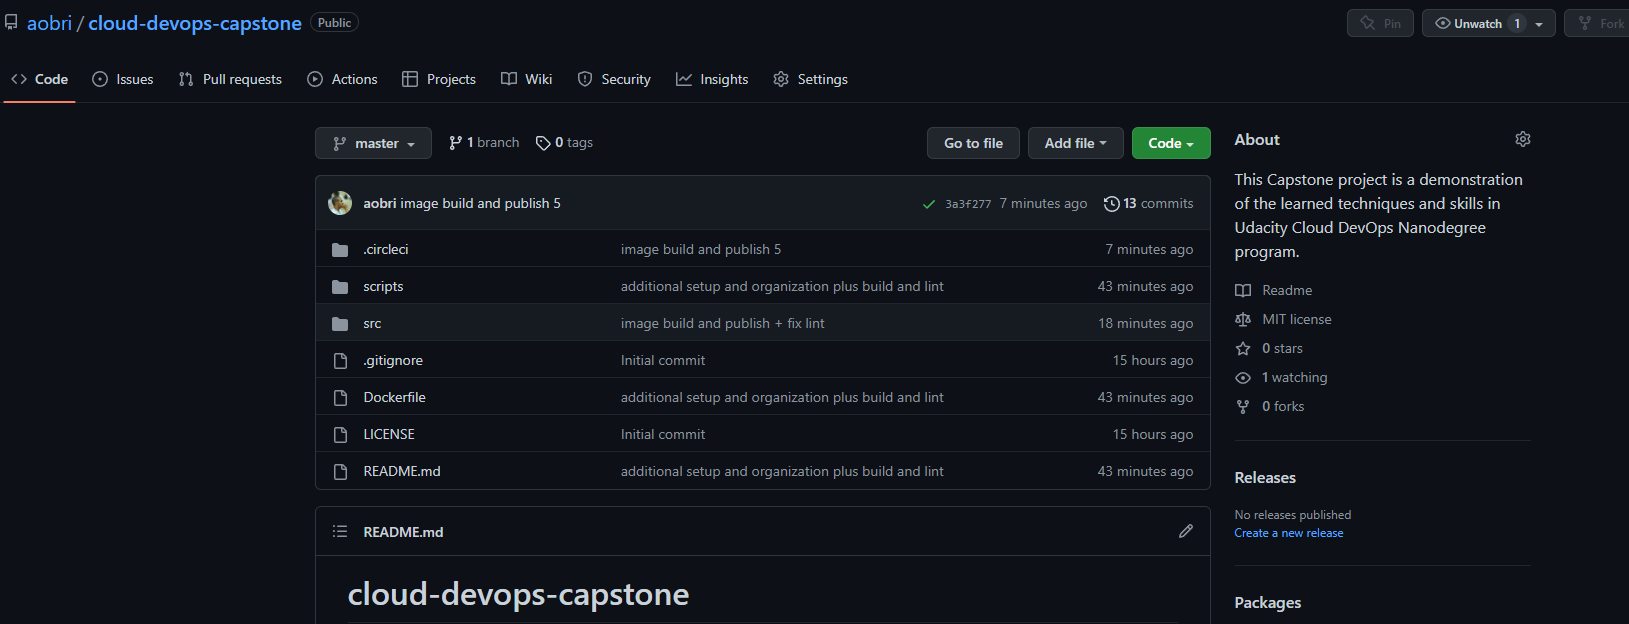 aobri / cloud-devops-capstone Public
Pin Unwatch 1 Fork
Code Issues Pull requests Actions Projects Wiki Security Insights Settings
master 1 branch 0 tags Go to file Add file Code
aobri image build and publish 5 3a3f277 7 minutes ago 13 commits
.circleci image build and publish 5 7 minutes ago
scripts additional setup and organization plus build and lint 43 minutes ago
src image build and publish + fix lint 18 minutes ago
.gitignore Initial commit 15 hours ago
Dockerfile additional setup and organization plus build and lint 43 minutes ago
LICENSE Initial commit 15 hours ago
README.md additional setup and organization plus build and lint 43 minutes ago
README.md
cloud-devops-capstone
About
This Capstone project is a demonstration
of the learned techniques and skills in
Udacity Cloud DevOps Nanodegree
program.
Readme
MIT license
0 stars
1 watching
0 forks
Releases
No releases published
Create a new release
Packages